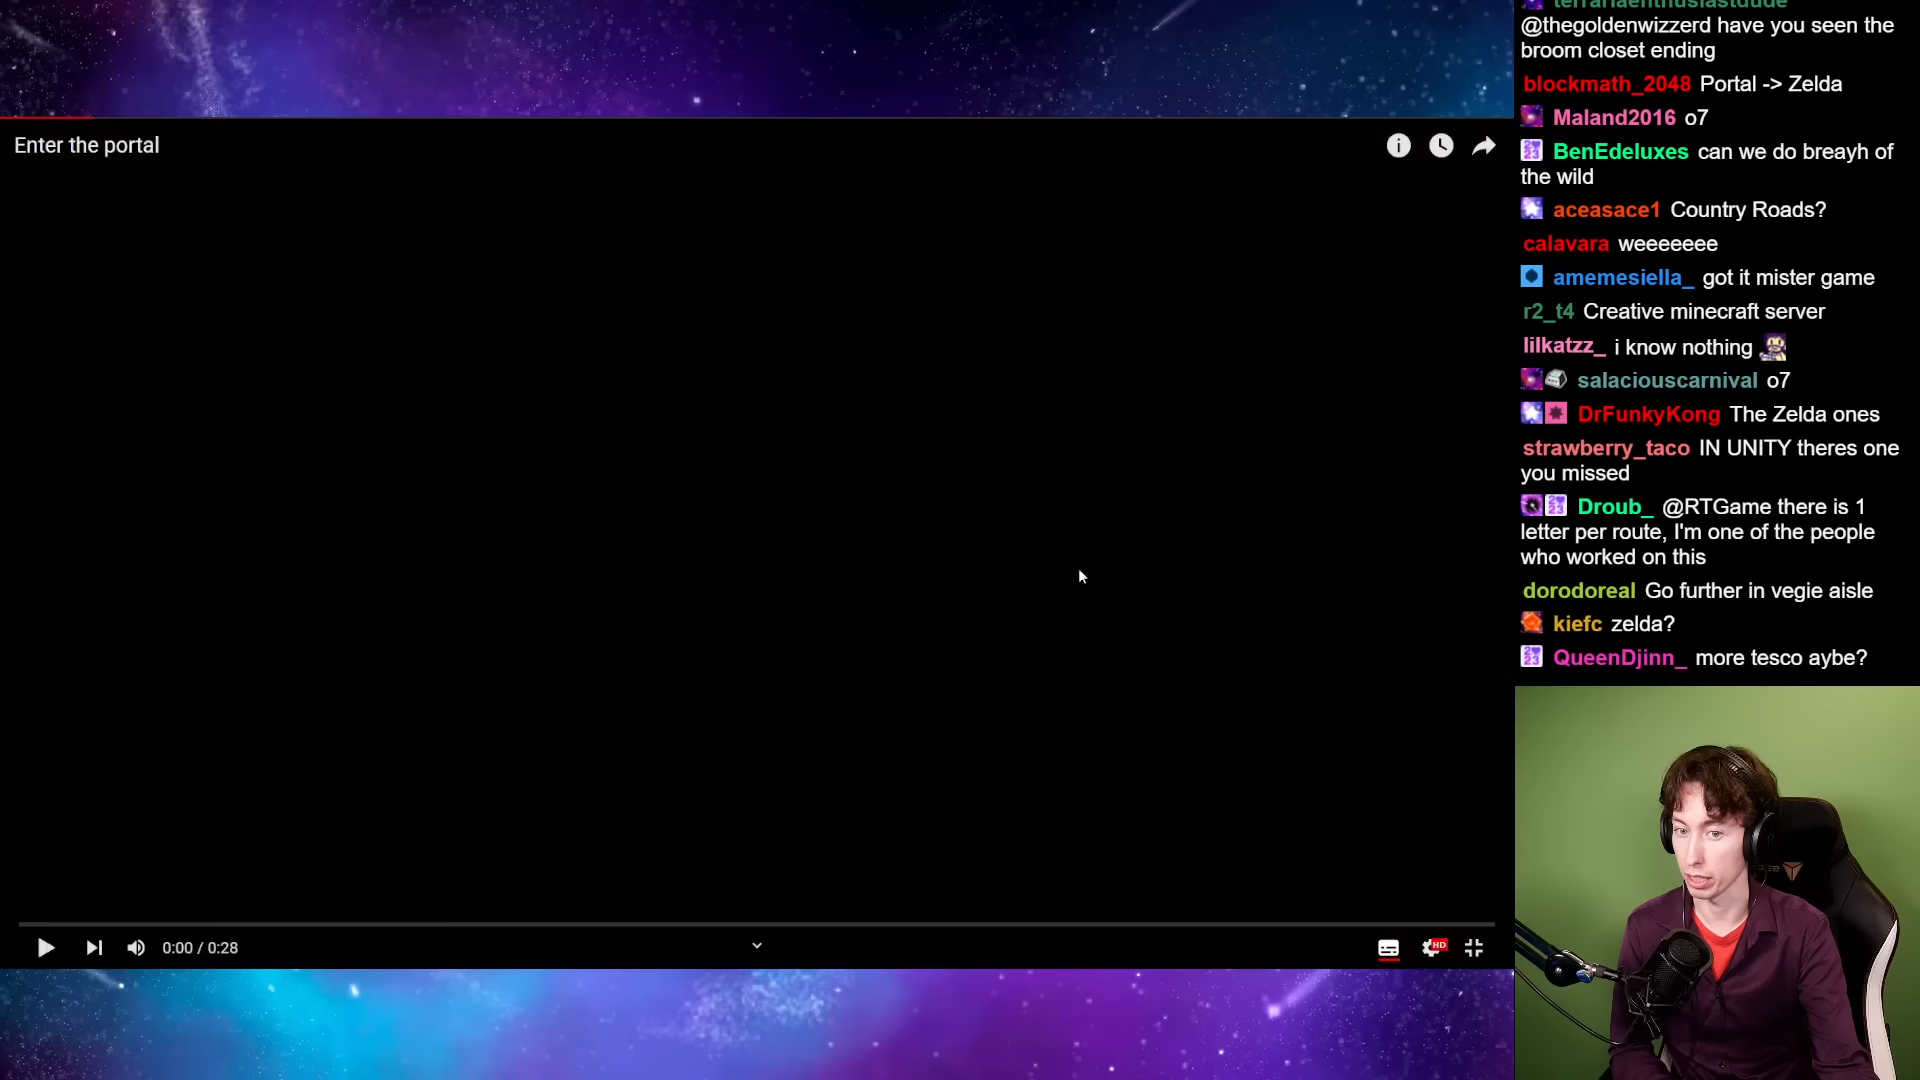 Enter the portal
0:00 / 0:28
HD
terrariaenthusiastdude
@thegoldenwizzerd have you seen the
broom closet ending
blockmath_2048 Portal -> Zelda
Maland2016 o7
BenEdeluxes can we do breayh of
the wild
aceasace1 Country Roads?
calavara weeeeeee
amemesiella_ got it mister game
r2_t4 Creative minecraft server
lilkatzz_ i know nothing
salaciouscarnival o7
DrFunkyKong The Zelda ones
strawberry_taco IN UNITY theres one
you missed
Droub_ @RTGame there is 1
letter per route, I'm one of the people
who worked on this
dorodoreal Go further in vegie aisle
kiefc zelda?
QueenDjinn_ more tesco aybe?